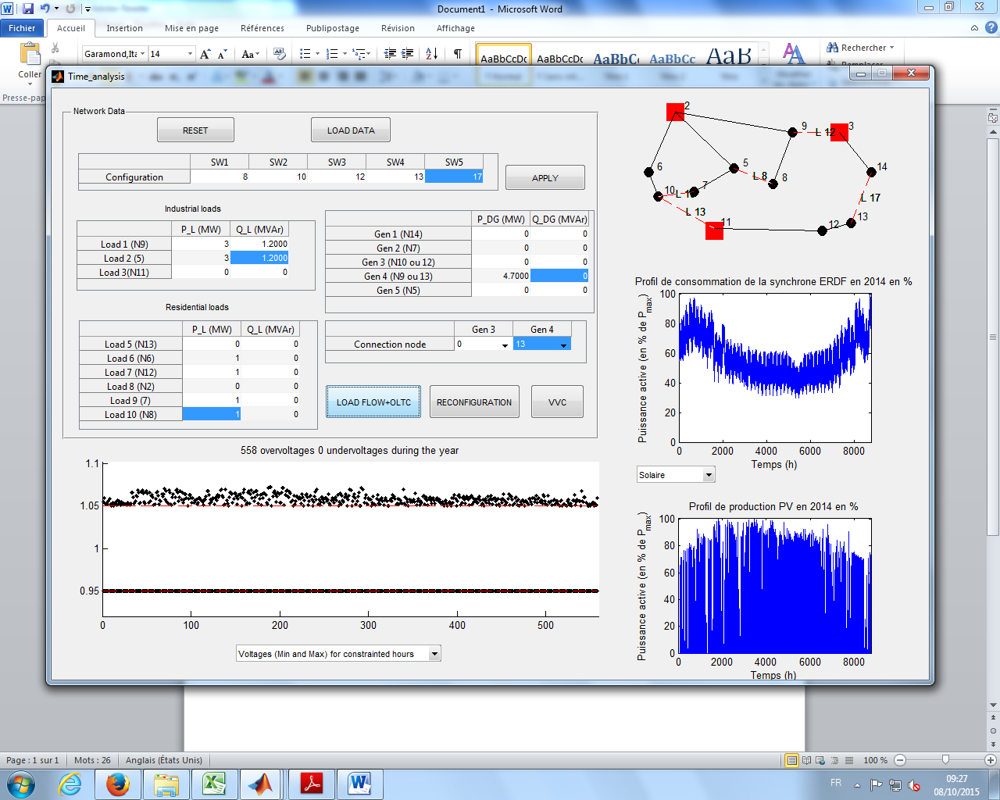 Document1 - Microsoft Word
Fichier Accueil Insertion Mise en page Références Publipostage Révision Affichage
Coller
Garamond,Ita 14
AaBbCcDc AaBbCcDc AaBbCc AaBbCc AaB
Rechercher
Presse-pap
Time_analysis
Network Data
RESET LOAD DATA
SW1 SW2 SW3 SW4 SW5
Configuration 8 10 12 13 17
APPLY
Industrial loads
P_L (MW) Q_L (MVAr)
Load 1 (N9) 3 1.2000
Load 2 (5) 3 1.2000
Load 3(N11) 0 0
P_DG (MW) Q_DG (MVAr)
Gen 1 (N14) 0 0
Gen 2 (N7) 0 0
Gen 3 (N10 ou 12) 0 0
Gen 4 (N9 ou 13) 4.7000 0
Gen 5 (N5) 0 0
Residential loads
P_L (MW) Q_L (MVAr)
Load 5 (N13) 0 0
Load 6 (N6) 1 0
Load 7 (N12) 1 0
Load 8 (N2) 0 0
Load 9 (7) 1 0
Load 10 (N8) 1 0
Gen 3 Gen 4
Connection node 0 13
LOAD FLOW+OLTC RECONFIGURATION VVC
558 overvoltages 0 undervoltages during the year
1.1
1.05
1
0.95
0 100 200 300 400 500
Voltages (Min and Max) for constrainted hours
2
9 L 12 3
6 5 L 8 8 14
10 L 1 7 L 17
L 13
11 12 13
Profil de consommation de la synchrone ERDF en 2014 en %
Puissance active (en % de Pmax)
100
80
60
40
20
0
0 2000 4000 6000 8000
Temps (h)
Solaire
Profil de production PV en 2014 en %
Puissance active (en % de Pmax)
100
80
60
40
20
0
0 2000 4000 6000 8000
Temps (h)
Page : 1 sur 1 Mots : 26 Anglais (États Unis) 100 %
FR 09:27
08/10/2015